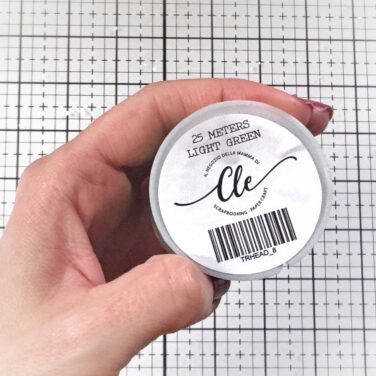 25 METERS
LIGHT GREEN
IL NEGOZIO DELLA MAMMA DI
Cle
SCRAPBOOKING - PAPER CRAFT
TRHEAD_8